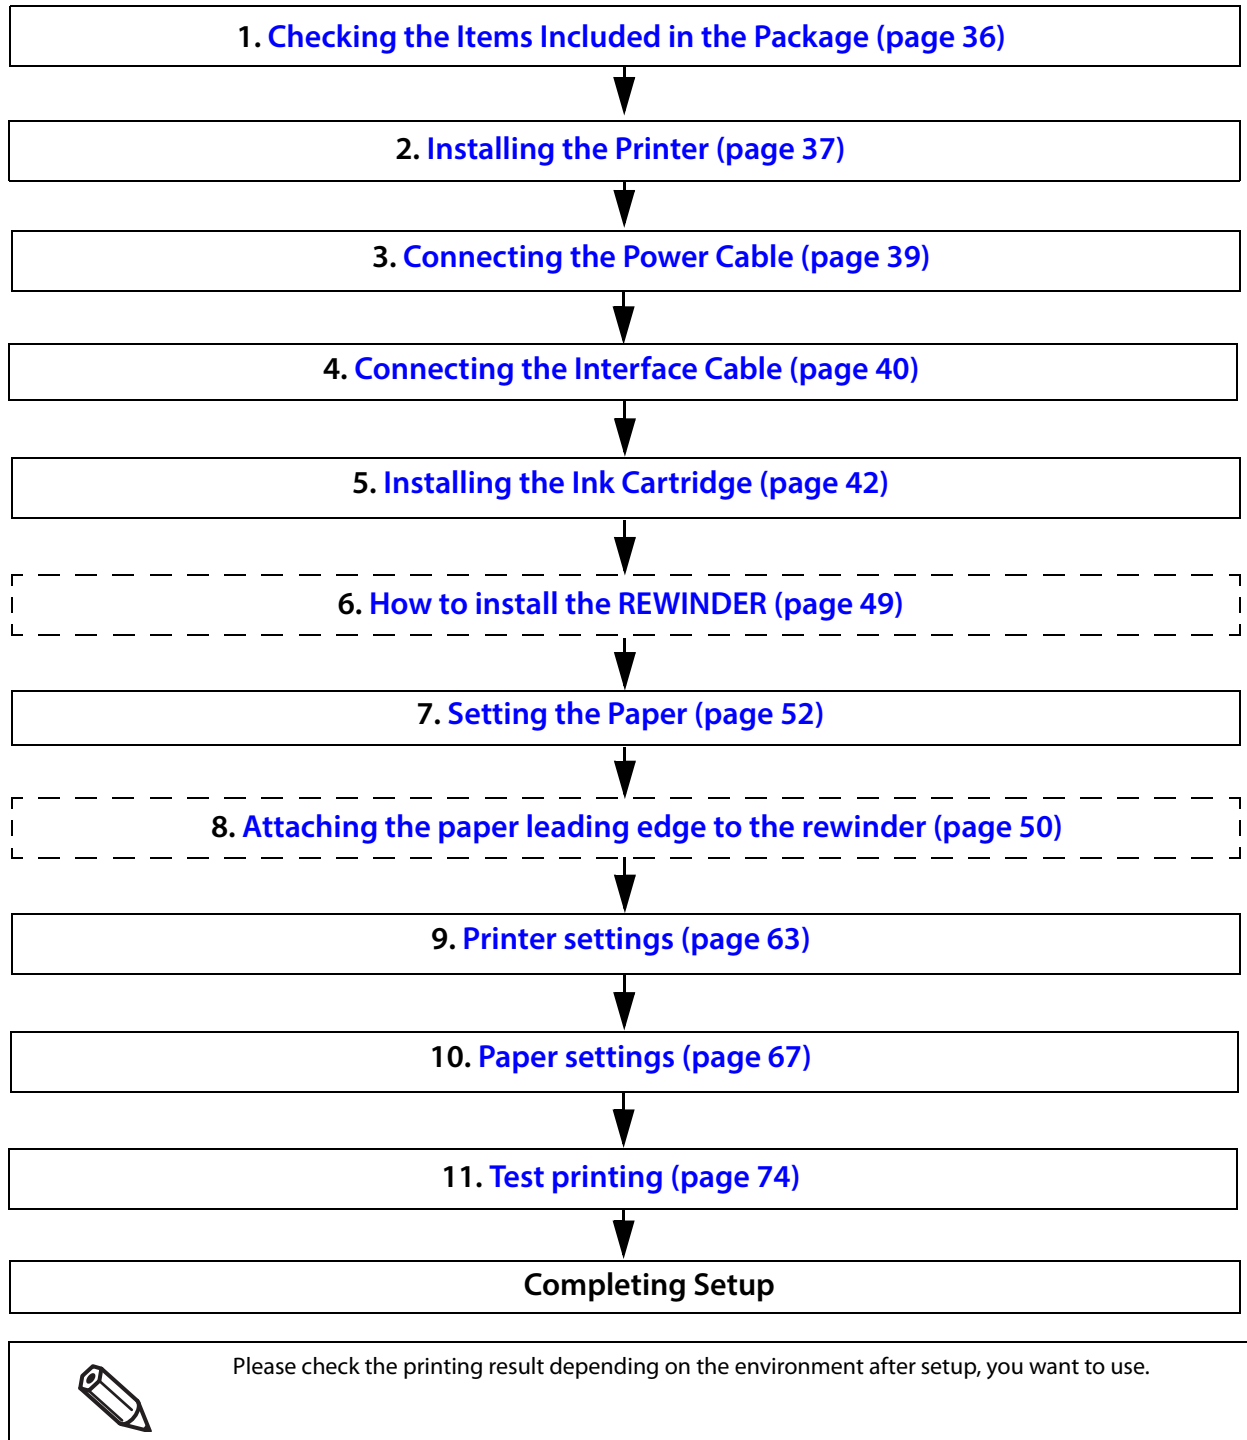 1. Checking the Items Included in the Package (page 36)
2. Installing the Printer (page 37)
3. Connecting the Power Cable (page 39)
4. Connecting the Interface Cable (page 40)
5. Installing the Ink Cartridge (page 42)
6. How to install the REWINDER (page 49)
7. Setting the Paper (page 52)
8. Attaching the paper leading edge to the rewinder (page 50)
9. Printer settings (page 63)
10. Paper settings (page 67)
11. Test printing (page 74)
Completing Setup
Please check the printing result depending on the environment after setup, you want to use.